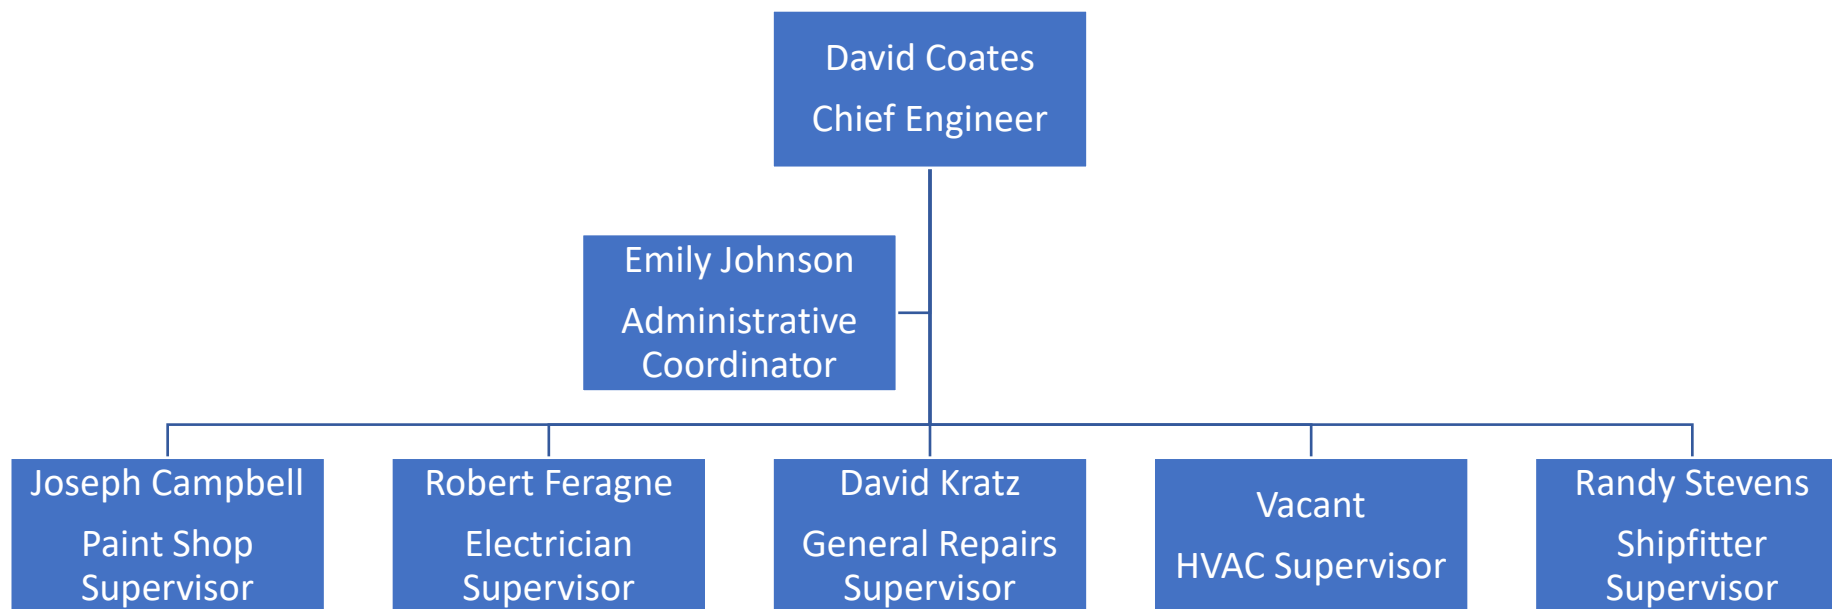 David Coates
Chief Engineer
Emily Johnson
Administrative
Coordinator
Joseph Campbell
Paint Shop
Supervisor
Robert Feragne
Electrician
Supervisor
David Kratz
General Repairs
Supervisor
Vacant
HVAC Supervisor
Randy Stevens
Shipfitter
Supervisor